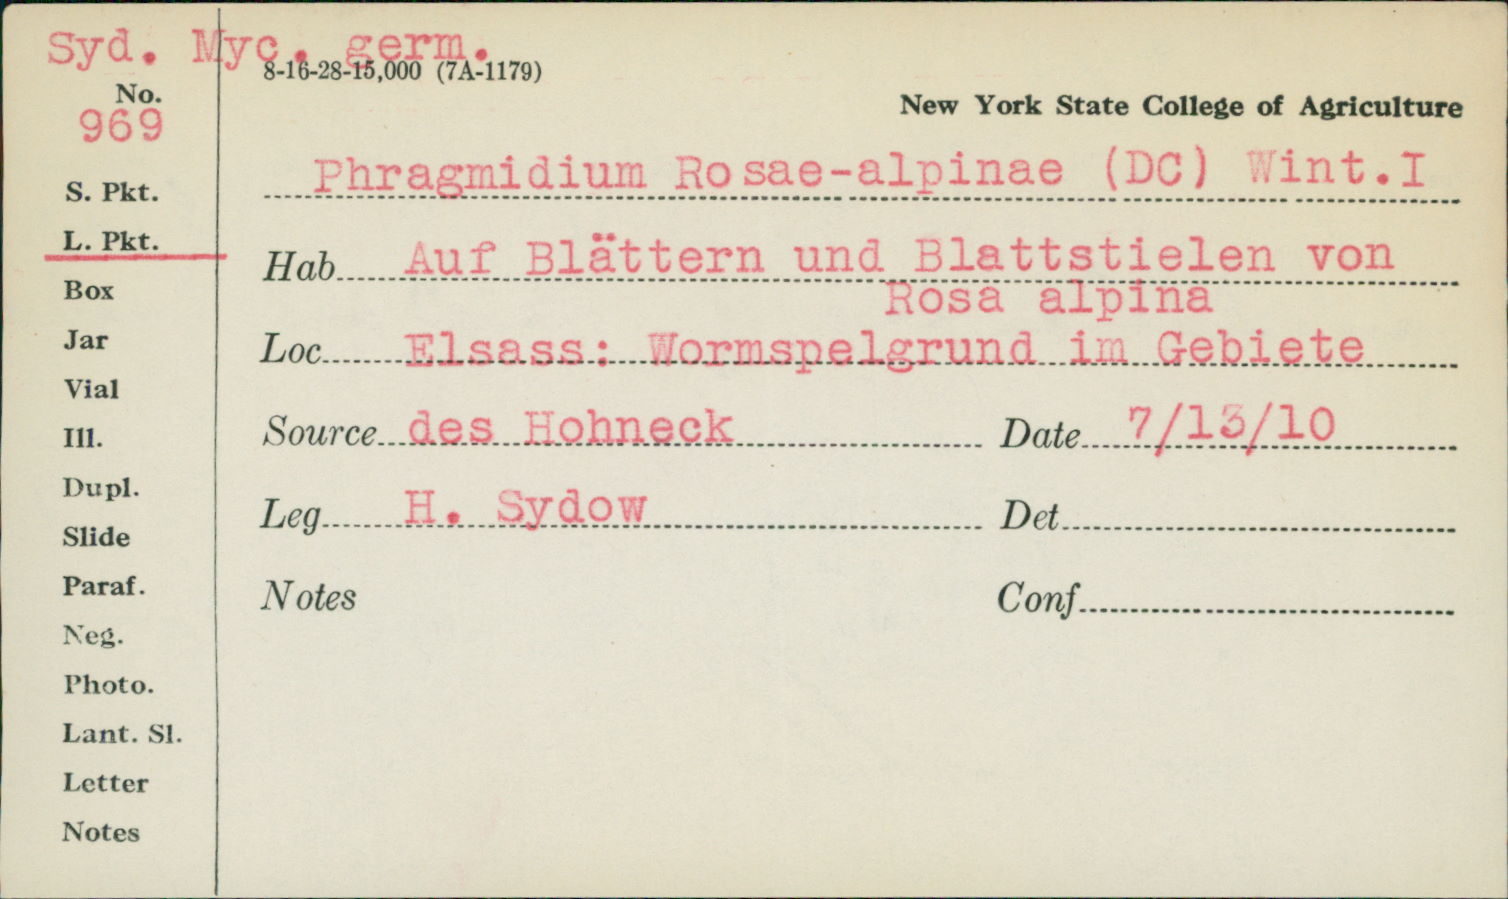 Syd. Myc. germ.
8-16-28-15,000 (7A-1179)
No.
969
New York State College of Agriculture
Phragmidium Rosae-alpinae (DC) Wint.I
S. Pkt.
L. Pkt.
Box
Jar
Vial
Ill.
Dupl.
Slide
Paraf.
Neg.
Photo.
Lant. Sl.
Letter
Notes
Hab. Auf Blättern und Blattstielen von
Rosa alpina
Loc. Elsass: Wormspelgrund im Gebiete
Source des Hohneck Date 7/13/10
Leg. H. Sydow Det.
Notes Conf.